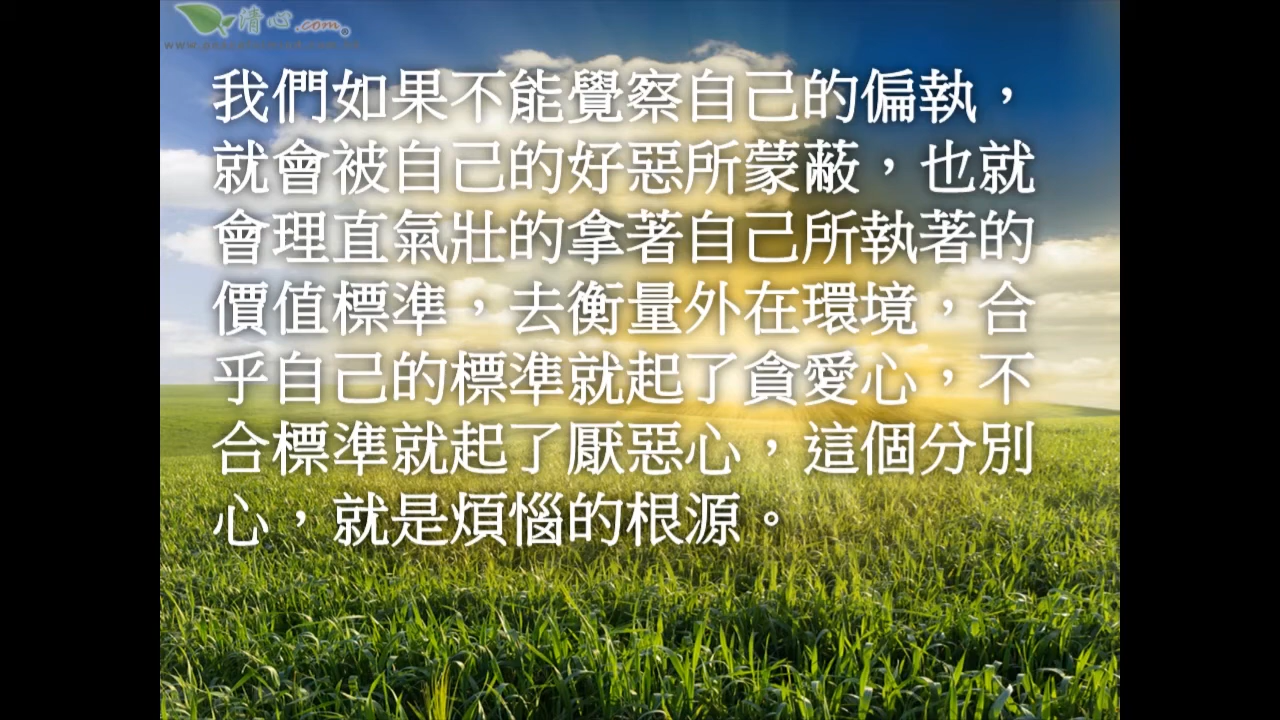 清心.com
我們如果不能覺察自己的偏執，
就會被自己的好惡所蒙蔽，也就
會理直氣壯的拿著自己所執著的
價值標準，去衡量外在環境，合
乎自己的標準就起了貪愛心，不
合標準就起了厭惡心，這個分別
心，就是煩惱的根源。